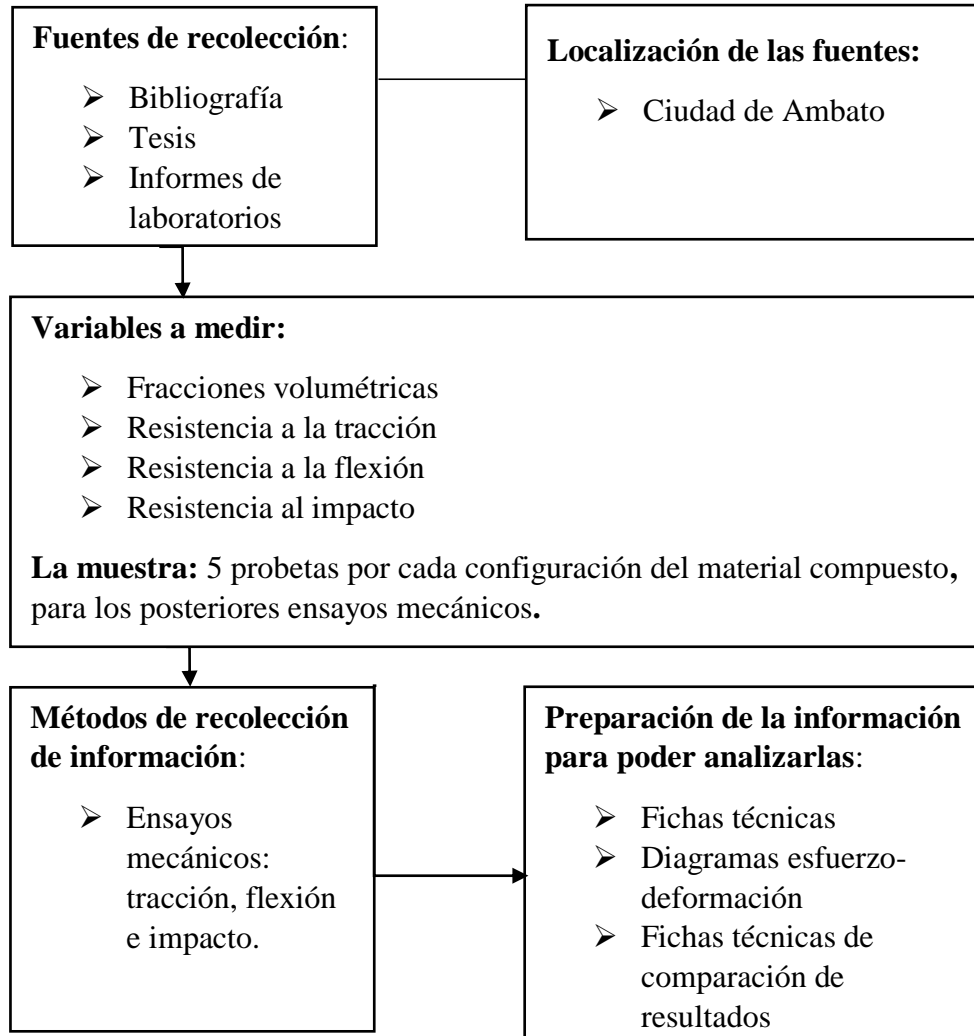 Fuentes de recolección:
➢ Bibliografía
➢ Tesis
➢ Informes de
laboratorios
Localización de las fuentes:
➢ Ciudad de Ambato
Variables a medir:
➢ Fracciones volumétricas
➢ Resistencia a la tracción
➢ Resistencia a la flexión
➢ Resistencia al impacto
La muestra: 5 probetas por cada configuración del material compuesto,
para los posteriores ensayos mecánicos.
Métodos de recolección
de información:
➢ Ensayos
mecánicos:
tracción, flexión
e impacto.
Preparación de la información
para poder analizarlas:
➢ Fichas técnicas
➢ Diagramas esfuerzo-
deformación
➢ Fichas técnicas de
comparación de
resultados